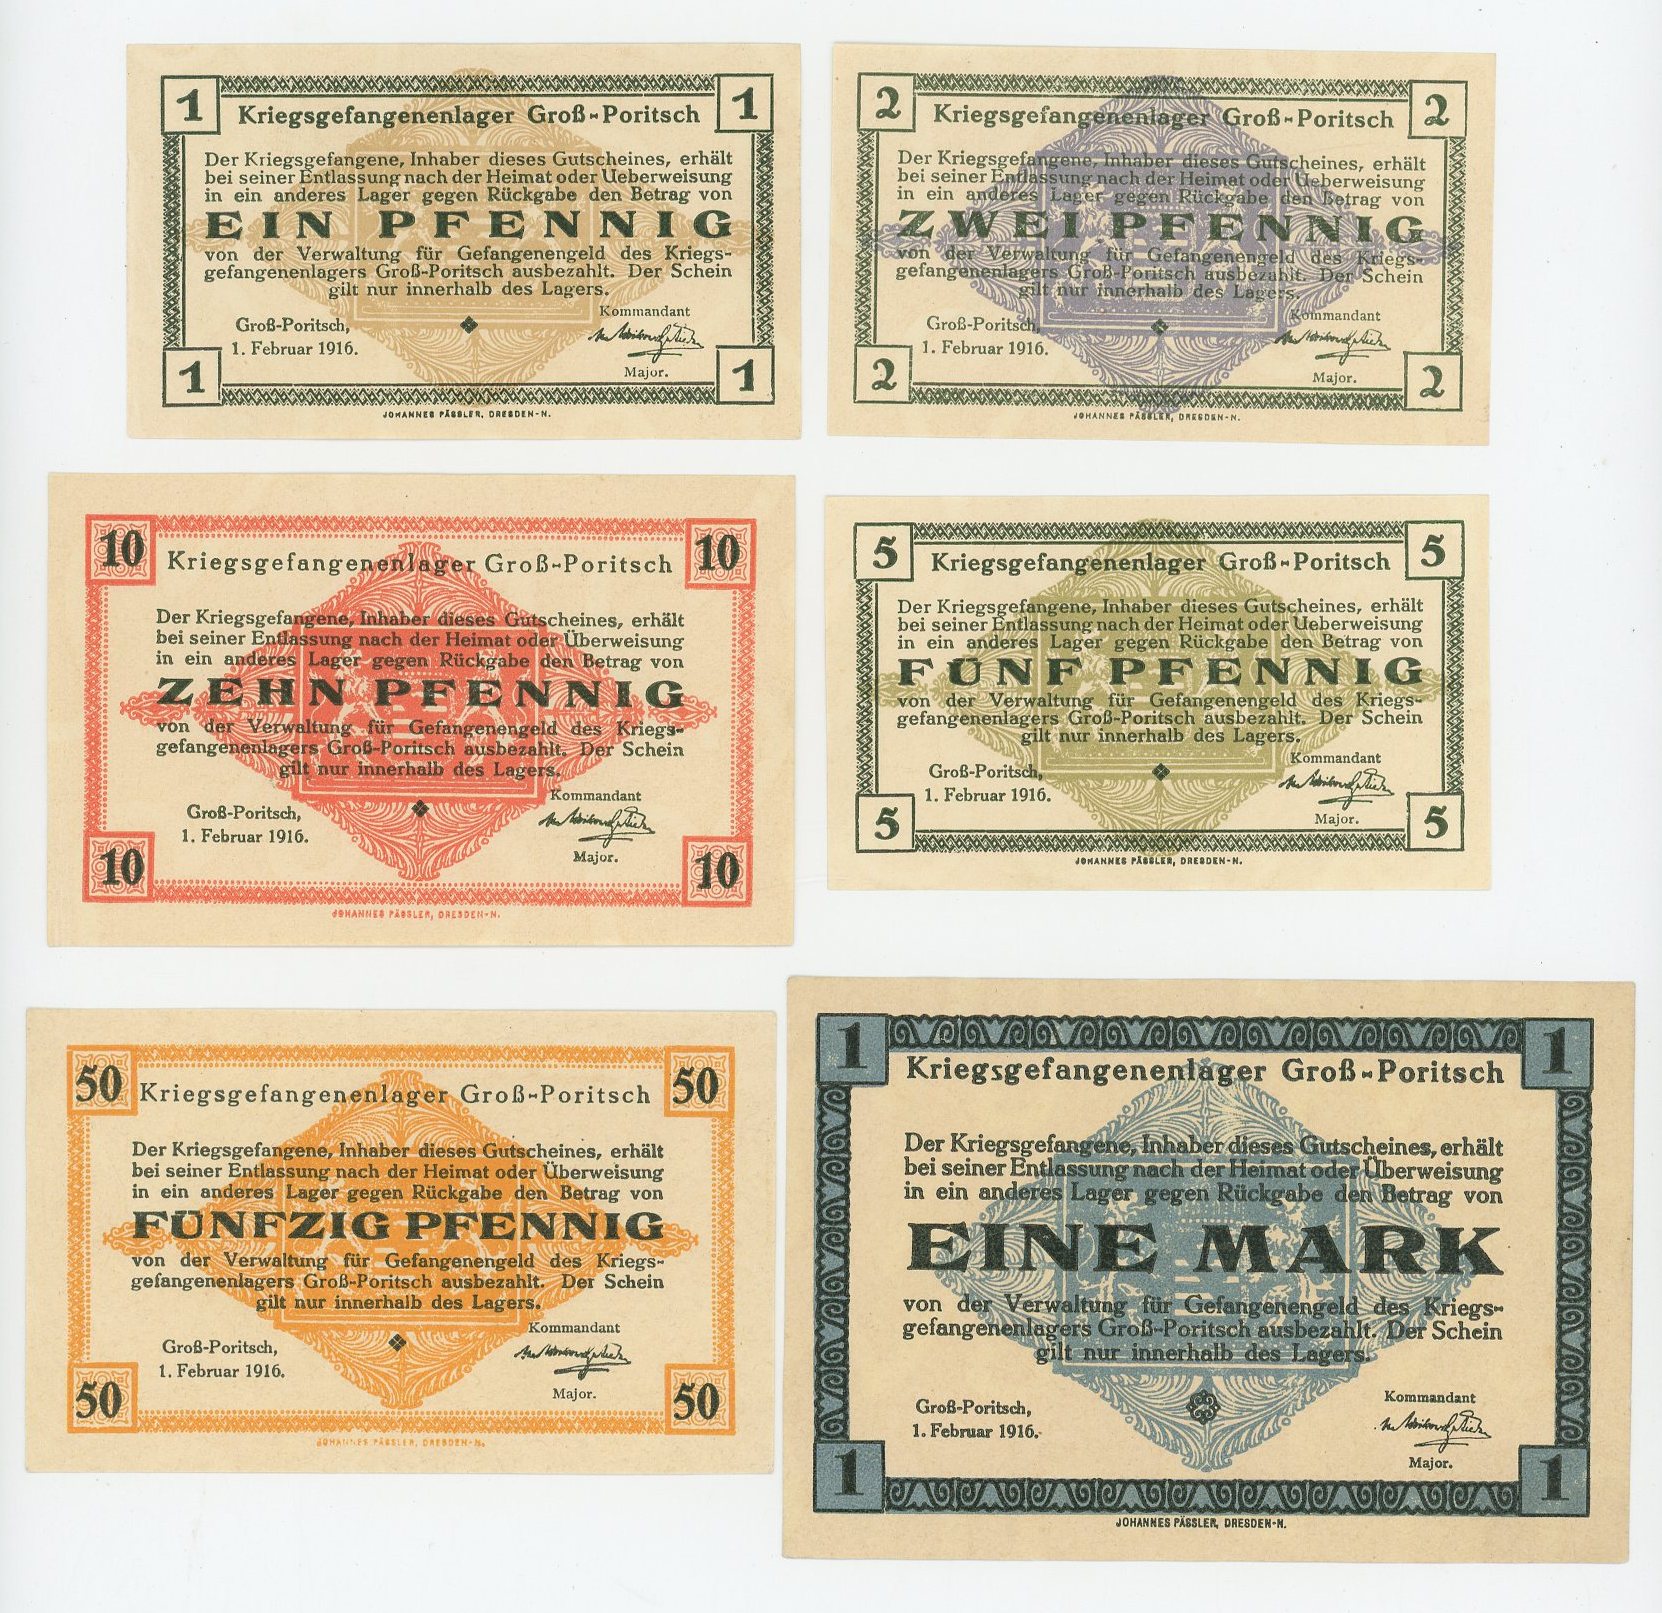 1 1
Kriegsgefangenenlager Groß-Poritsch
Der Kriegsgefangene, Inhaber dieses Gutscheines, erhält
bei seiner Entlassung nach der Heimat oder Ueberweisung
in ein anderes Lager gegen Rückgabe den Betrag von
EIN PFENNIG
von der Verwaltung für Gefangenengeld des Kriegs-
gefangenenlagers Groß-Poritsch ausbezahlt. Der Schein
gilt nur innerhalb des Lagers.
Kommandant
Groß-Poritsch,
1. Februar 1916.
Major.
1 1
JOHANNES PÄSSLER, DRESDEN-N.
2 2
Kriegsgefangenenlager Groß-Poritsch
Der Kriegsgefangene, Inhaber dieses Gutscheines, erhält
bei seiner Entlassung nach der Heimat oder Ueberweisung
in ein anderes Lager gegen Rückgabe den Betrag von
ZWEI PFENNIG
von der Verwaltung für Gefangenengeld des Kriegs-
gefangenenlagers Groß-Poritsch ausbezahlt. Der Schein
gilt nur innerhalb des Lagers.
Kommandant
Groß-Poritsch,
1. Februar 1916.
Major.
2 2
JOHANNES PÄSSLER, DRESDEN-N.
10 10
Kriegsgefangenenlager Groß-Poritsch
Der Kriegsgefangene, Inhaber dieses Gutscheines, erhält
bei seiner Entlassung nach der Heimat oder Überweisung
in ein anderes Lager gegen Rückgabe den Betrag von
ZEHN PFENNIG
von der Verwaltung für Gefangenengeld des Kriegs-
gefangenenlagers Groß-Poritsch ausbezahlt. Der Schein
gilt nur innerhalb des Lagers.
Kommandant
Groß-Poritsch,
1. Februar 1916.
Major.
10 10
JOHANNES PÄSSLER, DRESDEN-N.
5 5
Kriegsgefangenenlager Groß-Poritsch
Der Kriegsgefangene, Inhaber dieses Gutscheines, erhält
bei seiner Entlassung nach der Heimat oder Ueberweisung
in ein anderes Lager gegen Rückgabe den Betrag von
FÜNF PFENNIG
von der Verwaltung für Gefangenengeld des Kriegs-
gefangenenlagers Groß-Poritsch ausbezahlt. Der Schein
gilt nur innerhalb des Lagers.
Kommandant
Groß-Poritsch,
1. Februar 1916.
Major.
5 5
JOHANNES PÄSSLER, DRESDEN-N.
50 50
Kriegsgefangenenlager Groß-Poritsch
Der Kriegsgefangene, Inhaber dieses Gutscheines, erhält
bei seiner Entlassung nach der Heimat oder Überweisung
in ein anderes Lager gegen Rückgabe den Betrag von
FÜNFZIG PFENNIG
von der Verwaltung für Gefangenengeld des Kriegs-
gefangenenlagers Groß-Poritsch ausbezahlt. Der Schein
gilt nur innerhalb des Lagers.
Kommandant
Groß-Poritsch,
1. Februar 1916.
Major.
50 50
JOHANNES PÄSSLER, DRESDEN-N.
1 1
Kriegsgefangenenlager Groß-Poritsch
Der Kriegsgefangene, Inhaber dieses Gutscheines, erhält
bei seiner Entlassung nach der Heimat oder Überweisung
in ein anderes Lager gegen Rückgabe den Betrag von
EINE MARK
von der Verwaltung für Gefangenengeld des Kriegs-
gefangenenlagers Groß-Poritsch ausbezahlt. Der Schein
gilt nur innerhalb des Lagers.
Kommandant
Groß-Poritsch,
1. Februar 1916.
Major.
1 1
JOHANNES PÄSSLER, DRESDEN-N.